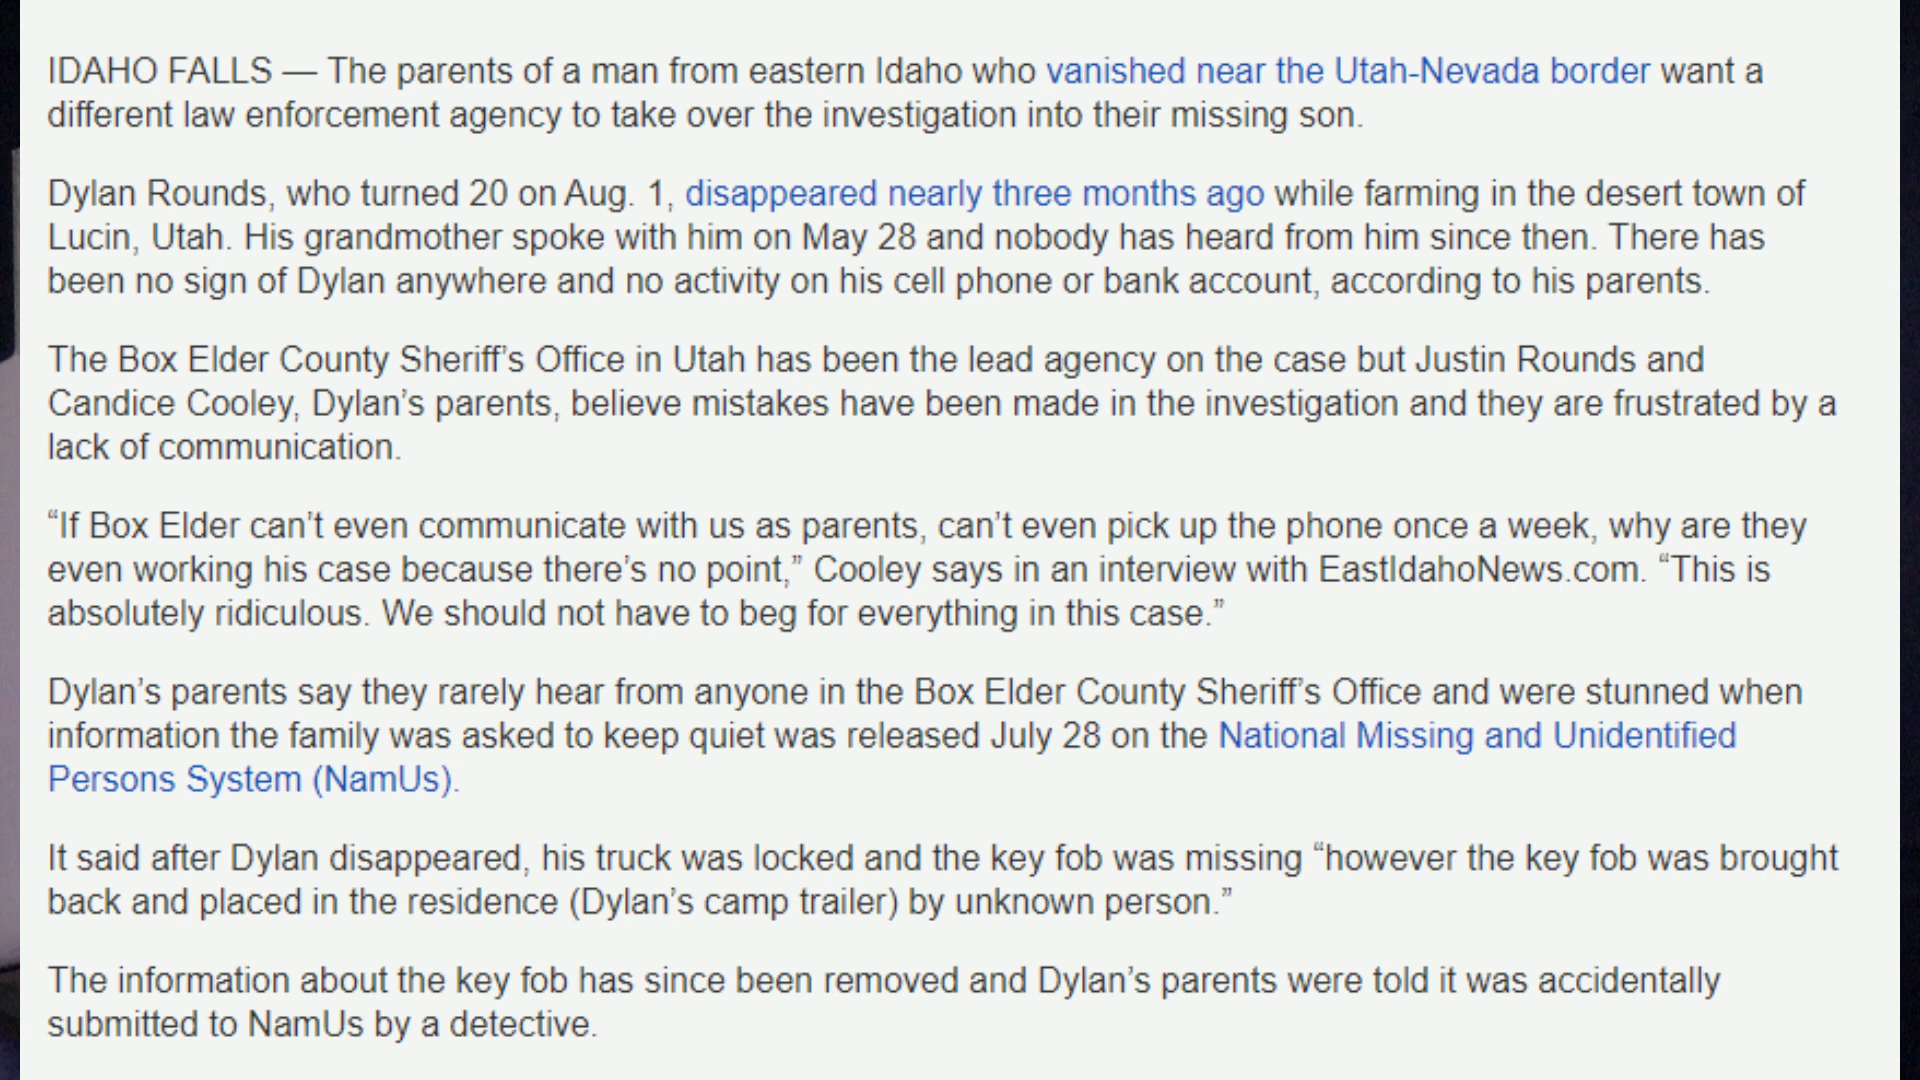 IDAHO FALLS — The parents of a man from eastern Idaho who vanished near the Utah-Nevada border want a
different law enforcement agency to take over the investigation into their missing son.
Dylan Rounds, who turned 20 on Aug. 1, disappeared nearly three months ago while farming in the desert town of
Lucin, Utah. His grandmother spoke with him on May 28 and nobody has heard from him since then. There has
been no sign of Dylan anywhere and no activity on his cell phone or bank account, according to his parents.
The Box Elder County Sheriff’s Office in Utah has been the lead agency on the case but Justin Rounds and
Candice Cooley, Dylan’s parents, believe mistakes have been made in the investigation and they are frustrated by a
lack of communication.
“If Box Elder can’t even communicate with us as parents, can’t even pick up the phone once a week, why are they
even working his case because there’s no point,” Cooley says in an interview with EastIdahoNews.com. “This is
absolutely ridiculous. We should not have to beg for everything in this case.”
Dylan’s parents say they rarely hear from anyone in the Box Elder County Sheriff’s Office and were stunned when
information the family was asked to keep quiet was released July 28 on the National Missing and Unidentified
Persons System (NamUs).
It said after Dylan disappeared, his truck was locked and the key fob was missing “however the key fob was brought
back and placed in the residence (Dylan’s camp trailer) by unknown person.”
The information about the key fob has since been removed and Dylan’s parents were told it was accidentally
submitted to NamUs by a detective.